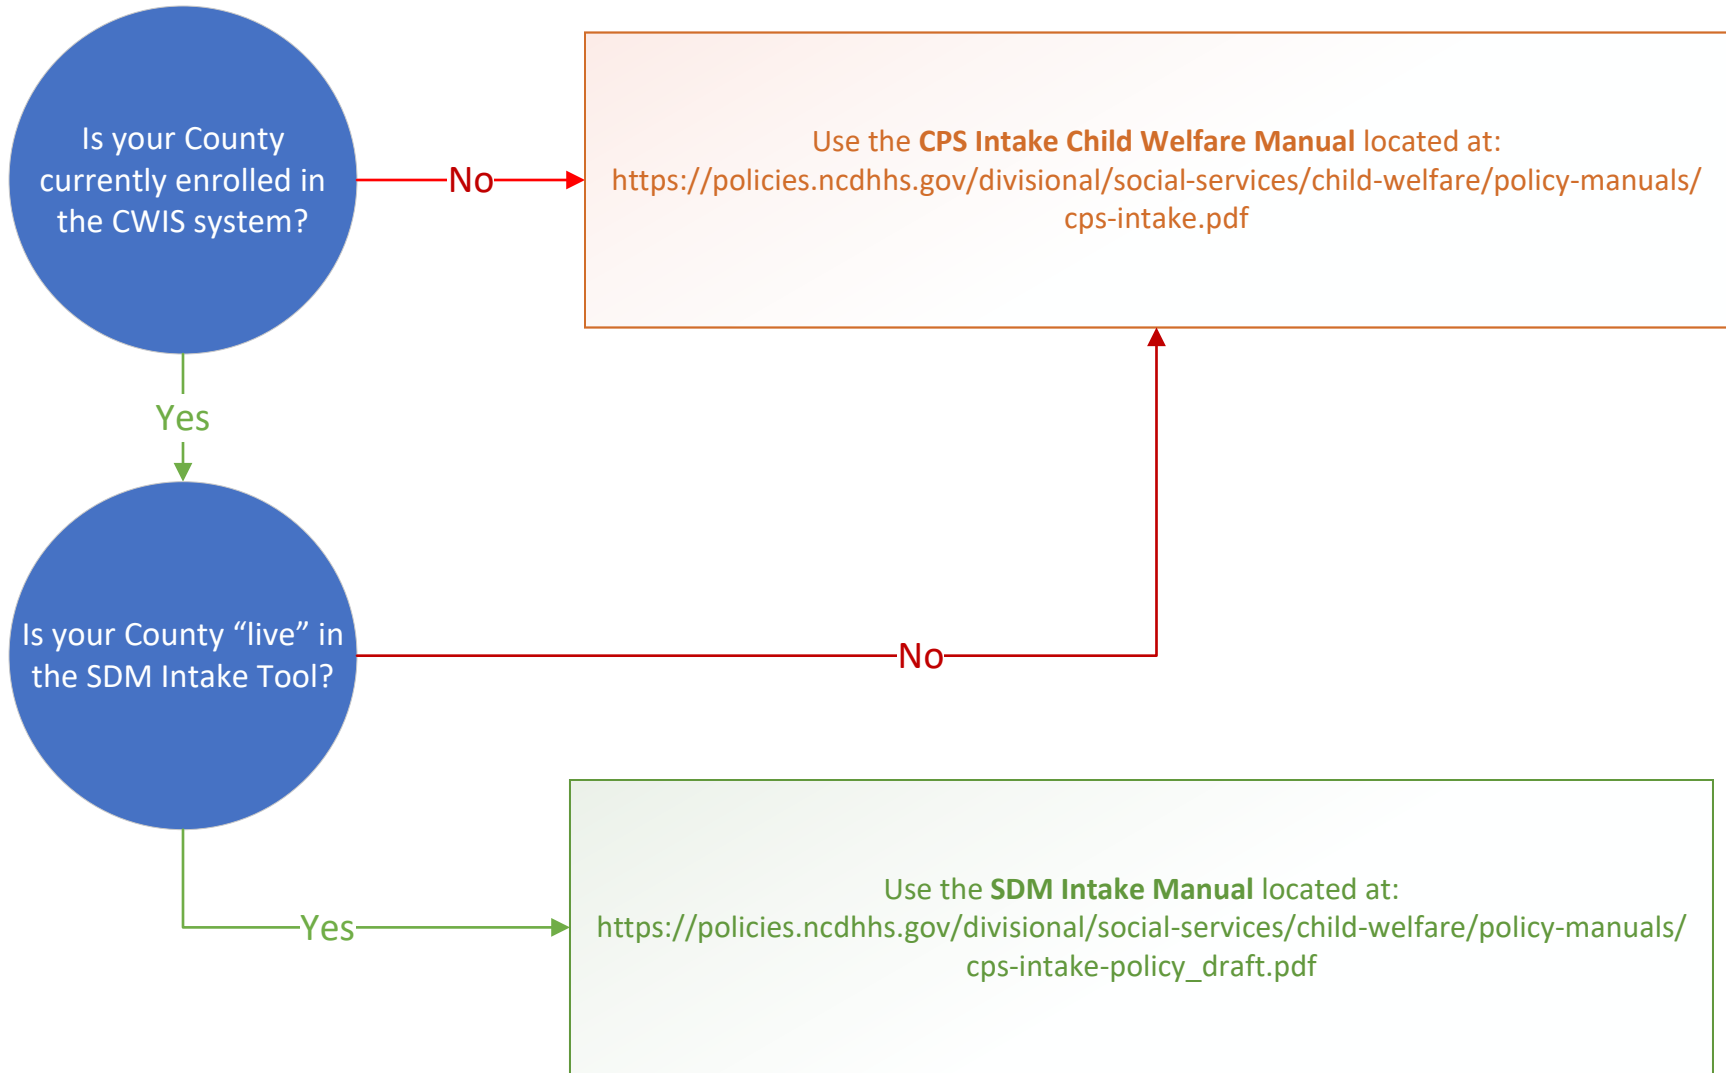 Is your County
currently enrolled in
the CWIS system?
No
Use the CPS Intake Child Welfare Manual located at:
https://policies.ncdhhs.gov/divisional/social-services/child-welfare/policy-manuals/
cps-intake.pdf
Yes
Is your County “live” in
the SDM Intake Tool?
No
Yes
Use the SDM Intake Manual located at:
https://policies.ncdhhs.gov/divisional/social-services/child-welfare/policy-manuals/
cps-intake-policy_draft.pdf